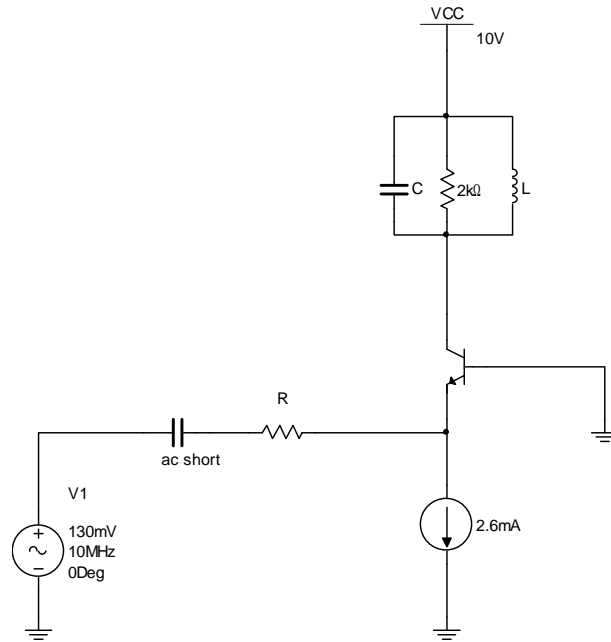 VCC
10V
C
2kΩ
L
R
ac short
V1
130mV
10MHz
0Deg
2.6mA